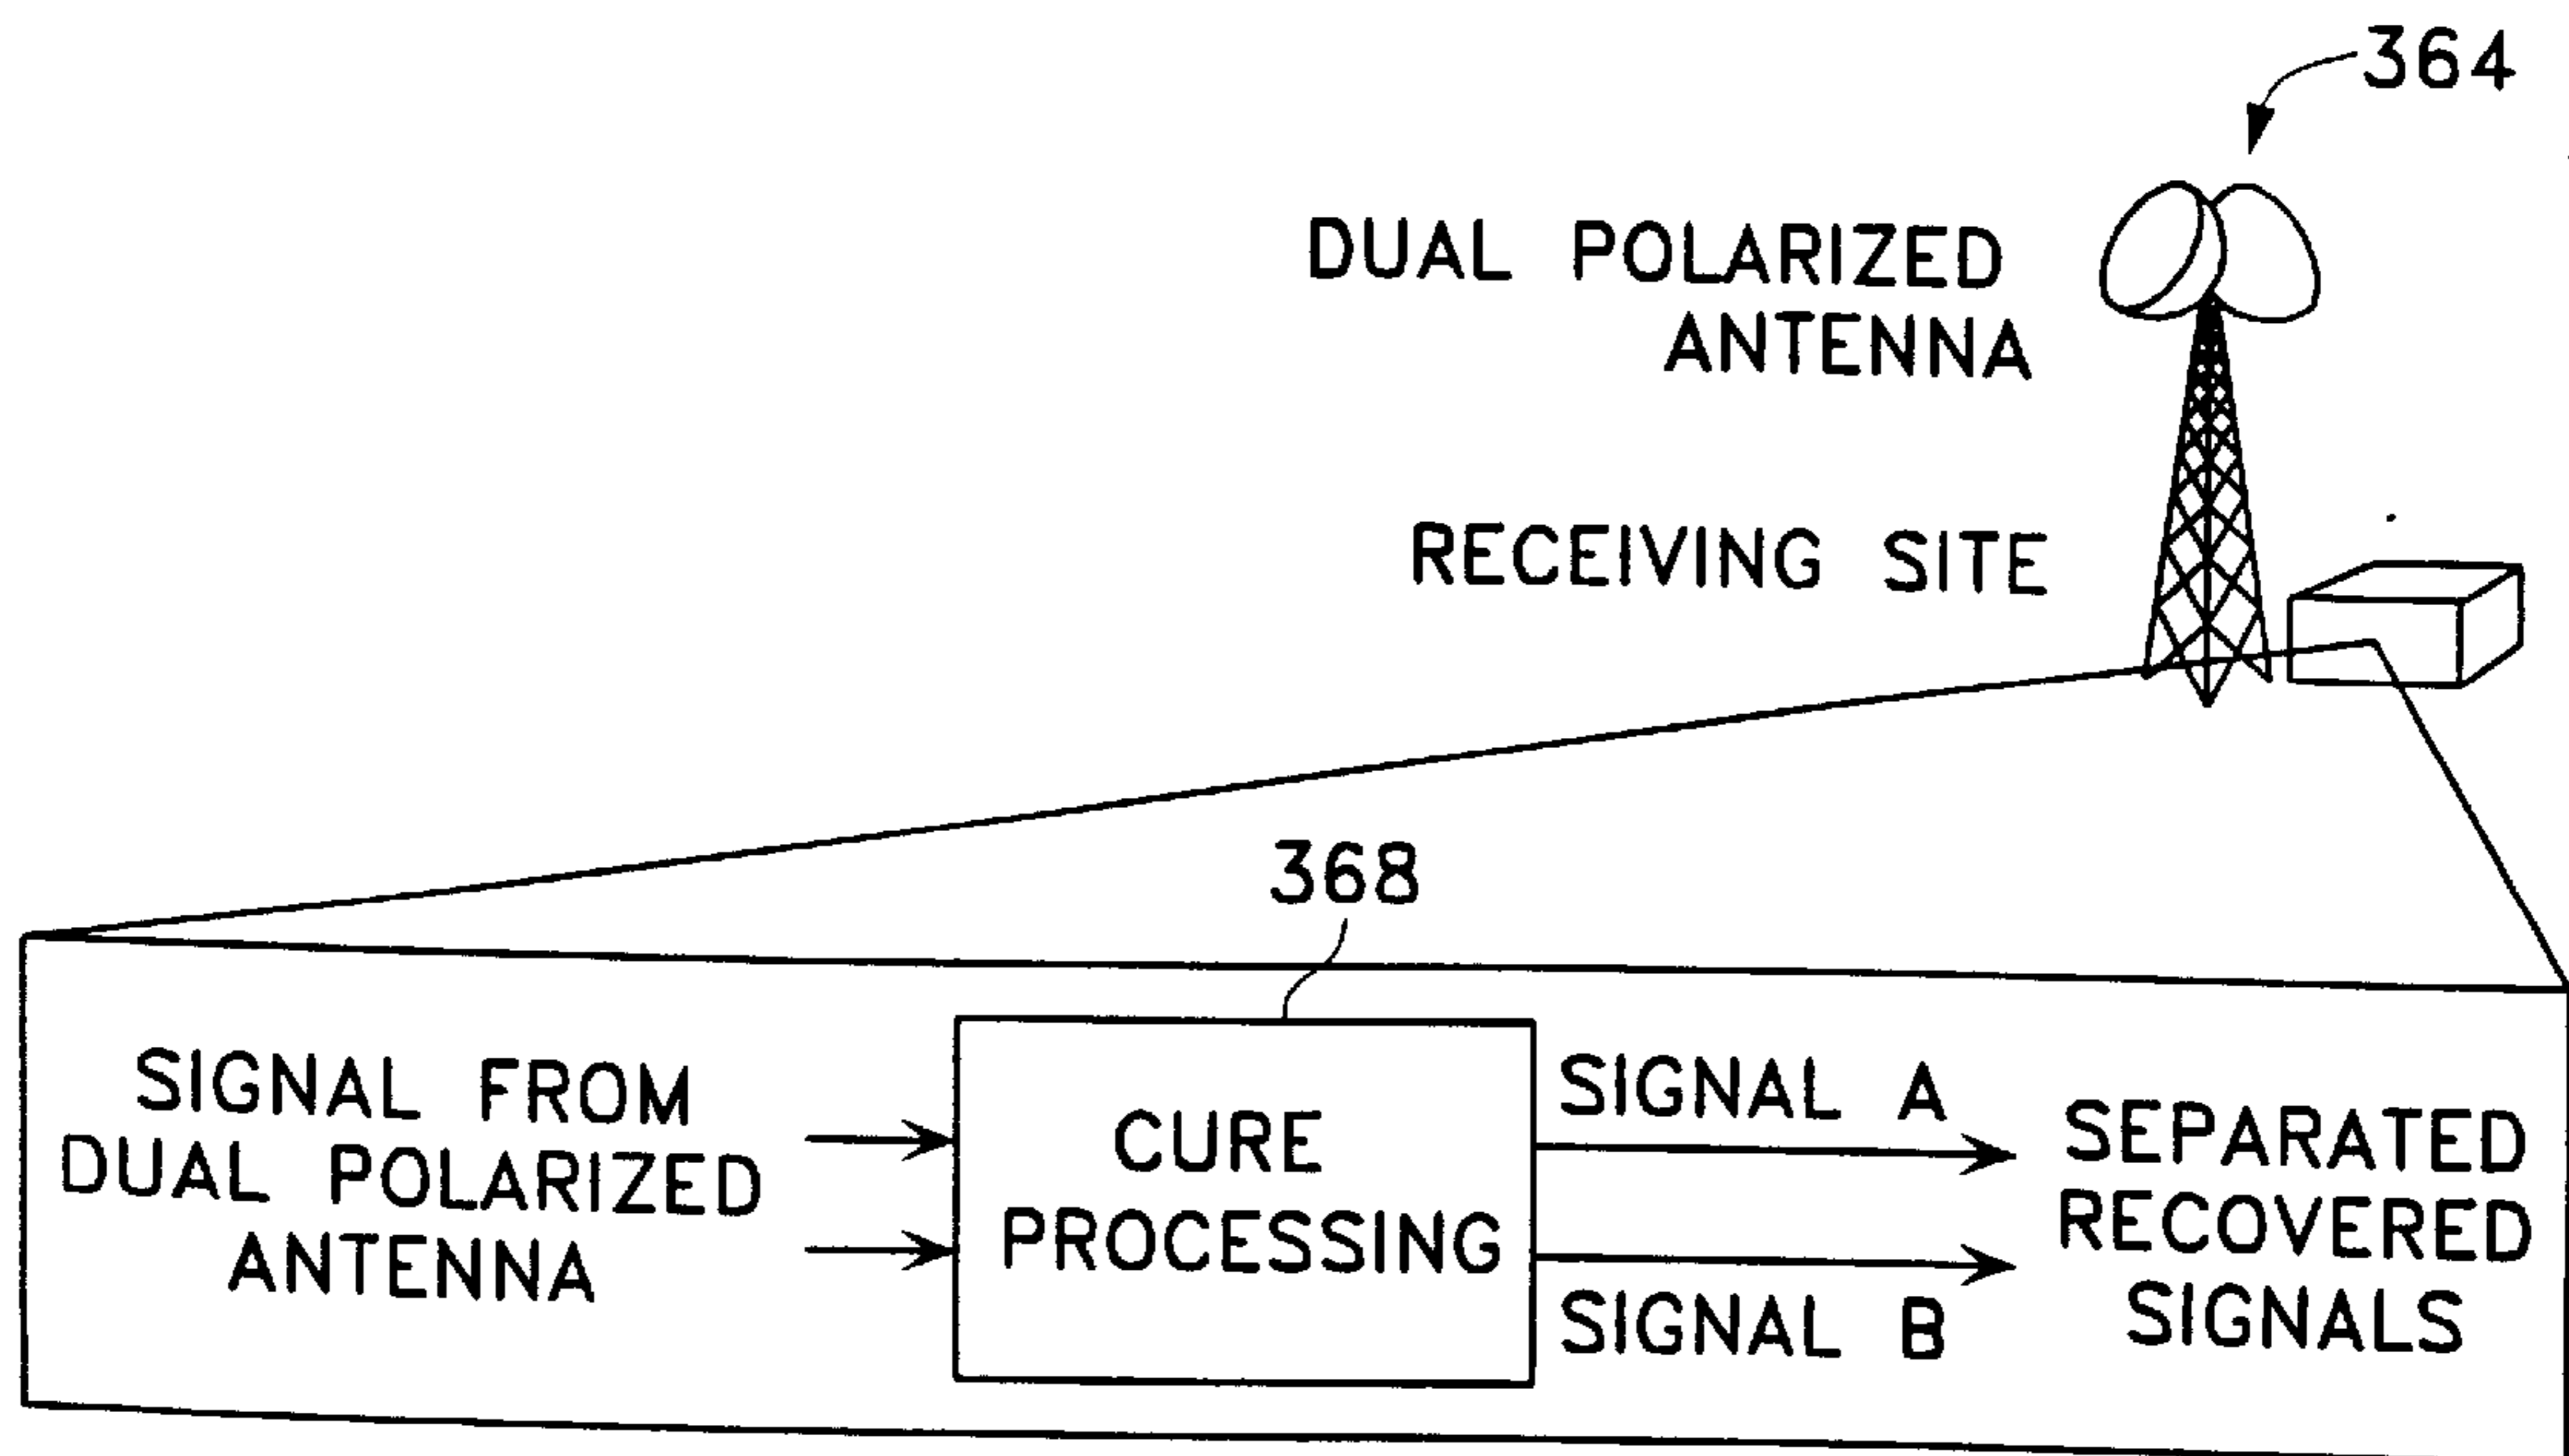 364
DUAL POLARIZED
ANTENNA
RECEIVING SITE
368
SIGNAL FROM
DUAL POLARIZED
ANTENNA
CURE
PROCESSING
SIGNAL A
SIGNAL B
SEPARATED
RECOVERED
SIGNALS